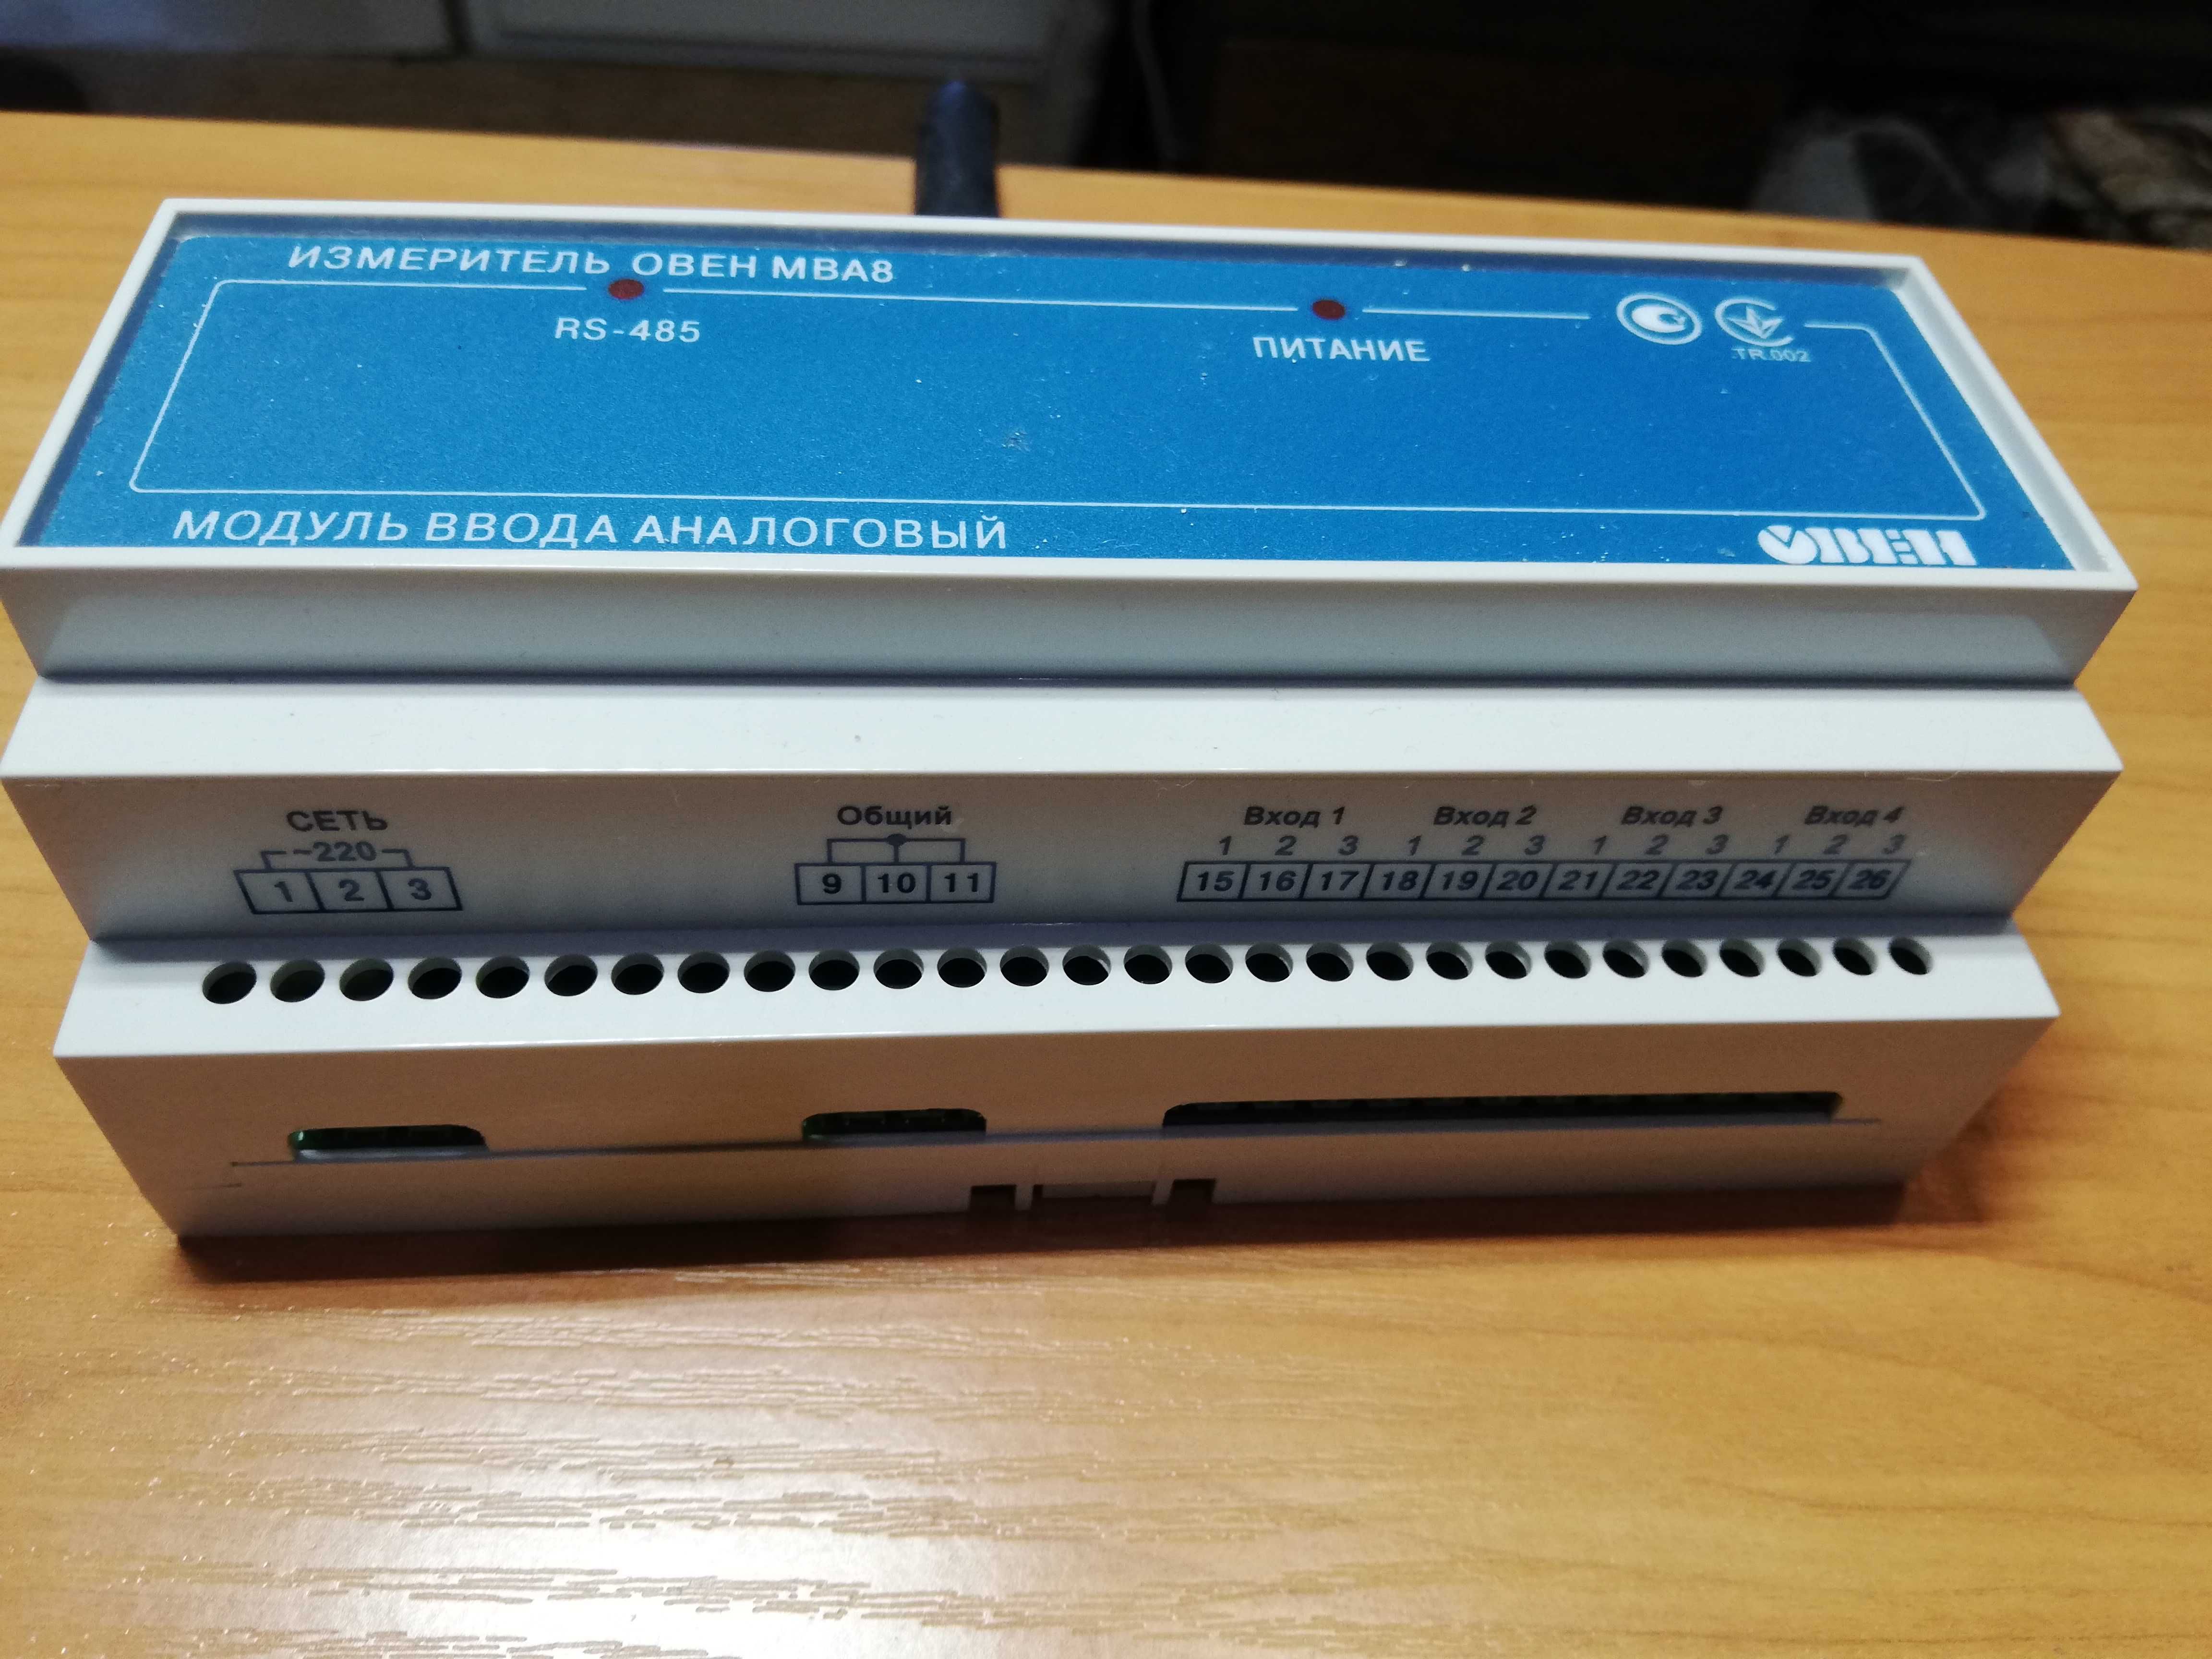 ИЗМЕРИТЕЛЬ ОВЕН МВА8
RS-485
ПИТАНИЕ
TR.002
МОДУЛЬ ВВОДА АНАЛОГОВЫЙ
ОВЕН
СЕТЬ
~220
1 2 3
Общий
9 10 11
Вход 1 Вход 2 Вход 3 Вход 4
1 2 3 1 2 3 1 2 3 1 2 3
15 16 17 18 19 20 21 22 23 24 25 26